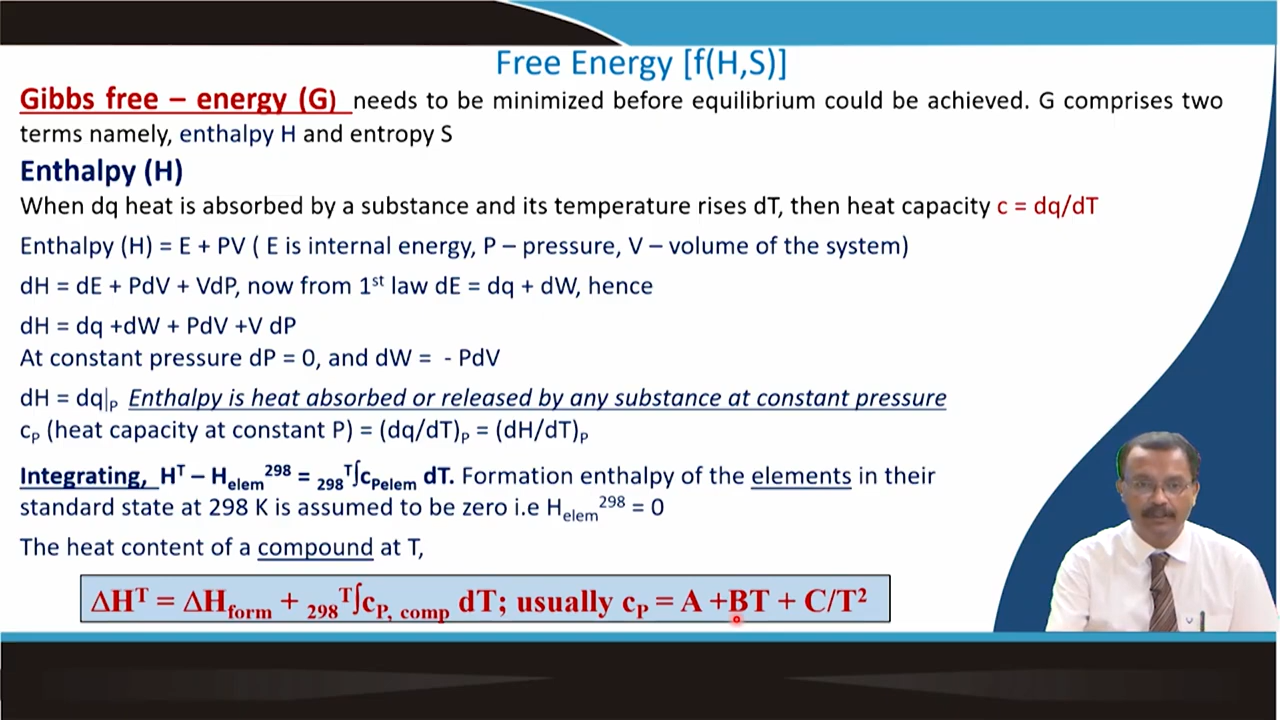 Free Energy [f(H,S)]
Gibbs free – energy (G) needs to be minimized before equilibrium could be achieved. G comprises two
terms namely, enthalpy H and entropy S
Enthalpy (H)
When dq heat is absorbed by a substance and its temperature rises dT, then heat capacity c = dq/dT
Enthalpy (H) = E + PV ( E is internal energy, P – pressure, V – volume of the system)
dH = dE + PdV + VdP, now from 1ˢᵗ law dE = dq + dW, hence
dH = dq +dW + PdV +V dP
At constant pressure dP = 0, and dW = - PdV
dH = dq|P Enthalpy is heat absorbed or released by any substance at constant pressure
cP (heat capacity at constant P) = (dq/dT)P = (dH/dT)P
Integrating, Hᵀ – Helem²⁹⁸ = ₂₉₈ᵀ∫cPelem dT. Formation enthalpy of the elements in their
standard state at 298 K is assumed to be zero i.e Helem²⁹⁸ = 0
The heat content of a compound at T,
ΔHᵀ = ΔHform + ₂₉₈ᵀ∫cP, comp dT; usually cP = A +BT + C/T²